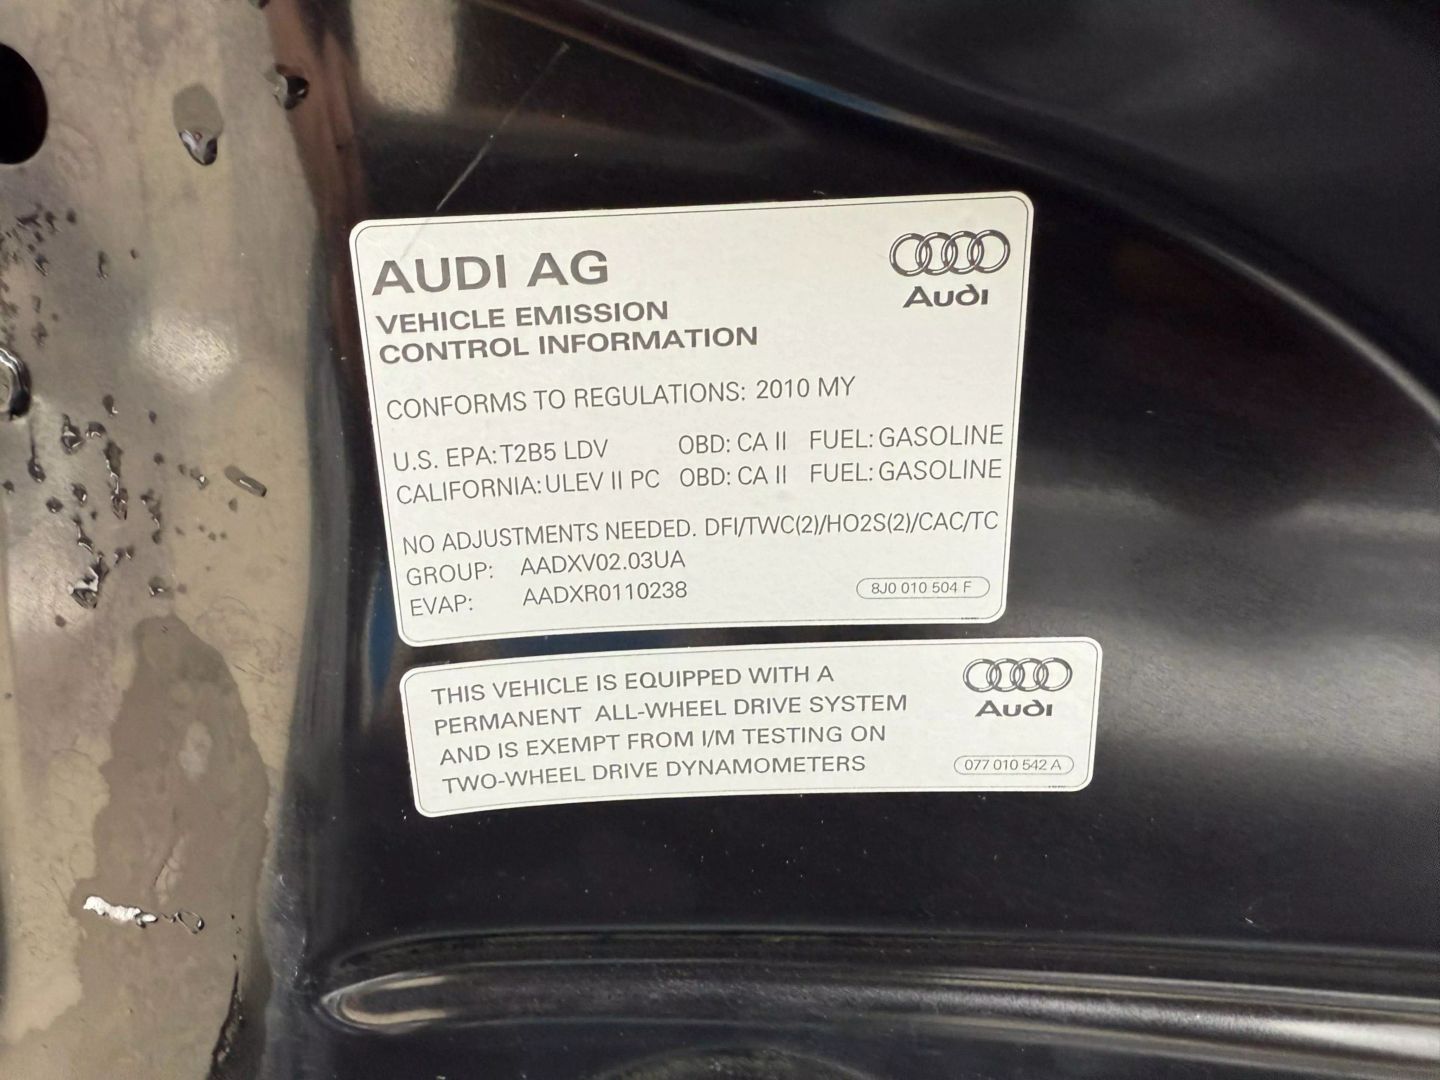 AUDI AG
Audi
VEHICLE EMISSION
CONTROL INFORMATION
CONFORMS TO REGULATIONS: 2010 MY
U.S. EPA: T2B5 LDV OBD: CA II FUEL: GASOLINE
CALIFORNIA: ULEV II PC OBD: CA II FUEL: GASOLINE
NO ADJUSTMENTS NEEDED. DFI/TWC(2)/HO2S(2)/CAC/TC
GROUP: AADXV02.03UA
EVAP: AADXR0110238
8J0 010 504 F
THIS VEHICLE IS EQUIPPED WITH A
PERMANENT ALL-WHEEL DRIVE SYSTEM
AND IS EXEMPT FROM I/M TESTING ON
TWO-WHEEL DRIVE DYNAMOMETERS
Audi
077 010 542 A